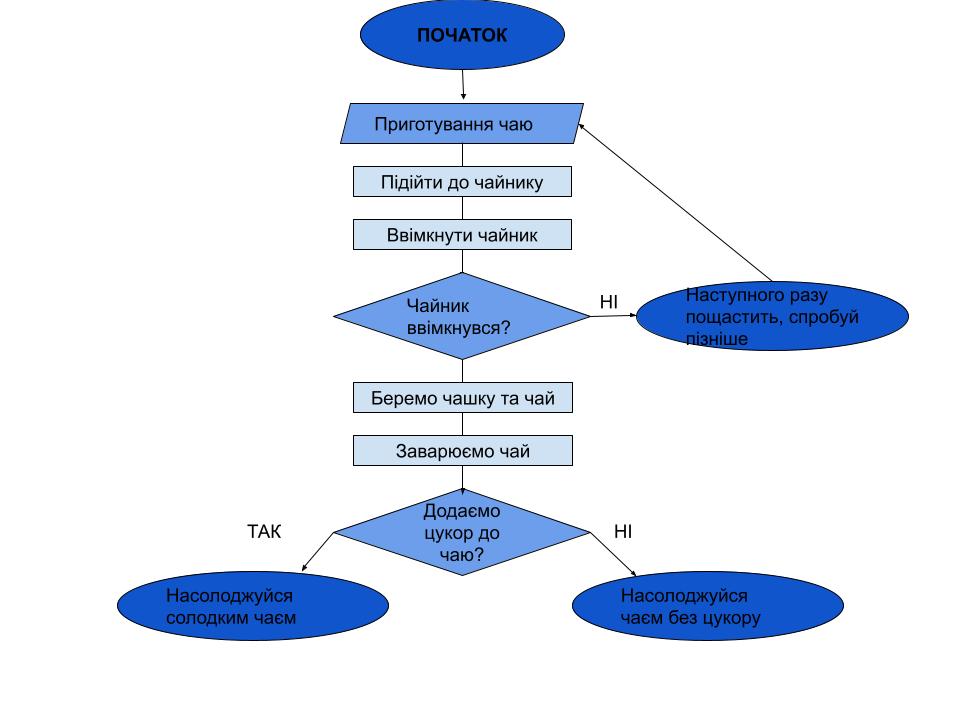 ПОЧАТОК
Приготування чаю
Підійти до чайнику
Ввімкнути чайник
Чайник
ввімкнувся?
НІ
Наступного разу
пощастить, спробуй
пізніше
Беремо чашку та чай
Заварюємо чай
Додаємо
цукор до
чаю?
ТАК
НІ
Насолоджуйся
солодким чаєм
Насолоджуйся
чаєм без цукору